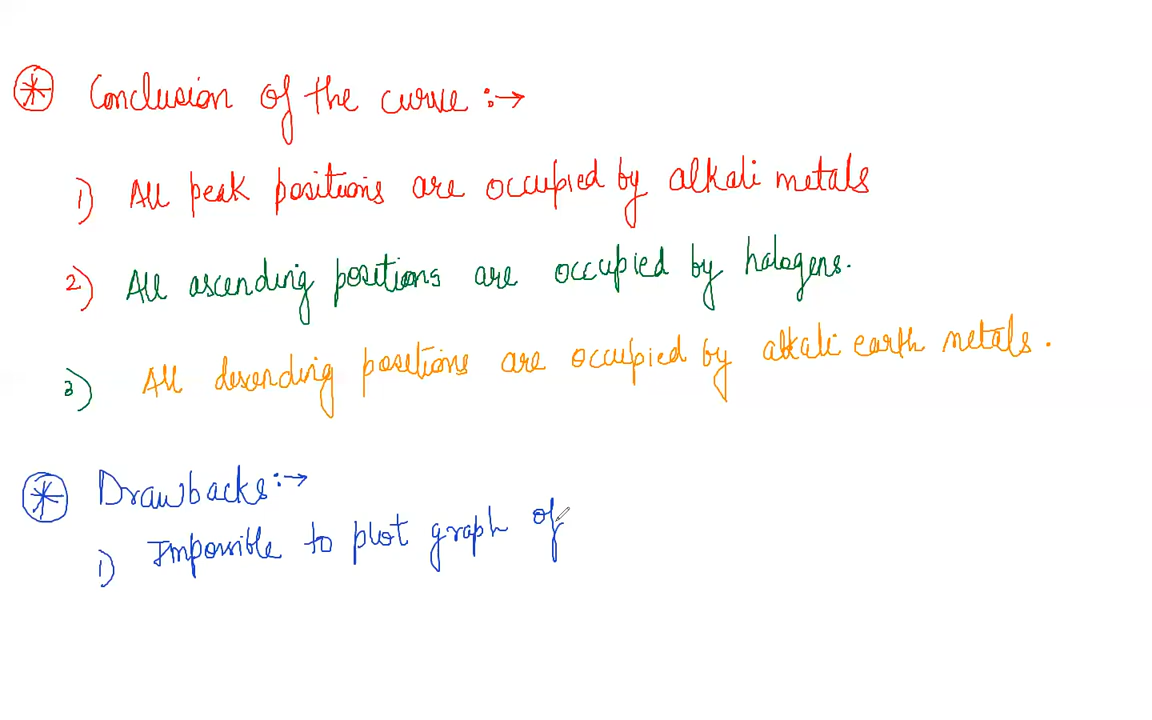 * Conclusion of the curve :→
1) All peak positions are occupied by alkali metals
2) All ascending positions are occupied by halogens.
3) All descending positions are occupied by alkali earth metals.
* Drawbacks :→
1) Impossible to plot graph of